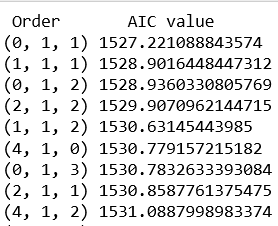 Order AIC value
(0, 1, 1) 1527.221088843574
(1, 1, 1) 1528.9016448447312
(0, 1, 2) 1528.9360330805769
(2, 1, 2) 1529.9070962144715
(1, 1, 2) 1530.63145443985
(4, 1, 0) 1530.779157215182
(0, 1, 3) 1530.7832633393084
(2, 1, 1) 1530.8587761375475
(4, 1, 2) 1531.0887998983374